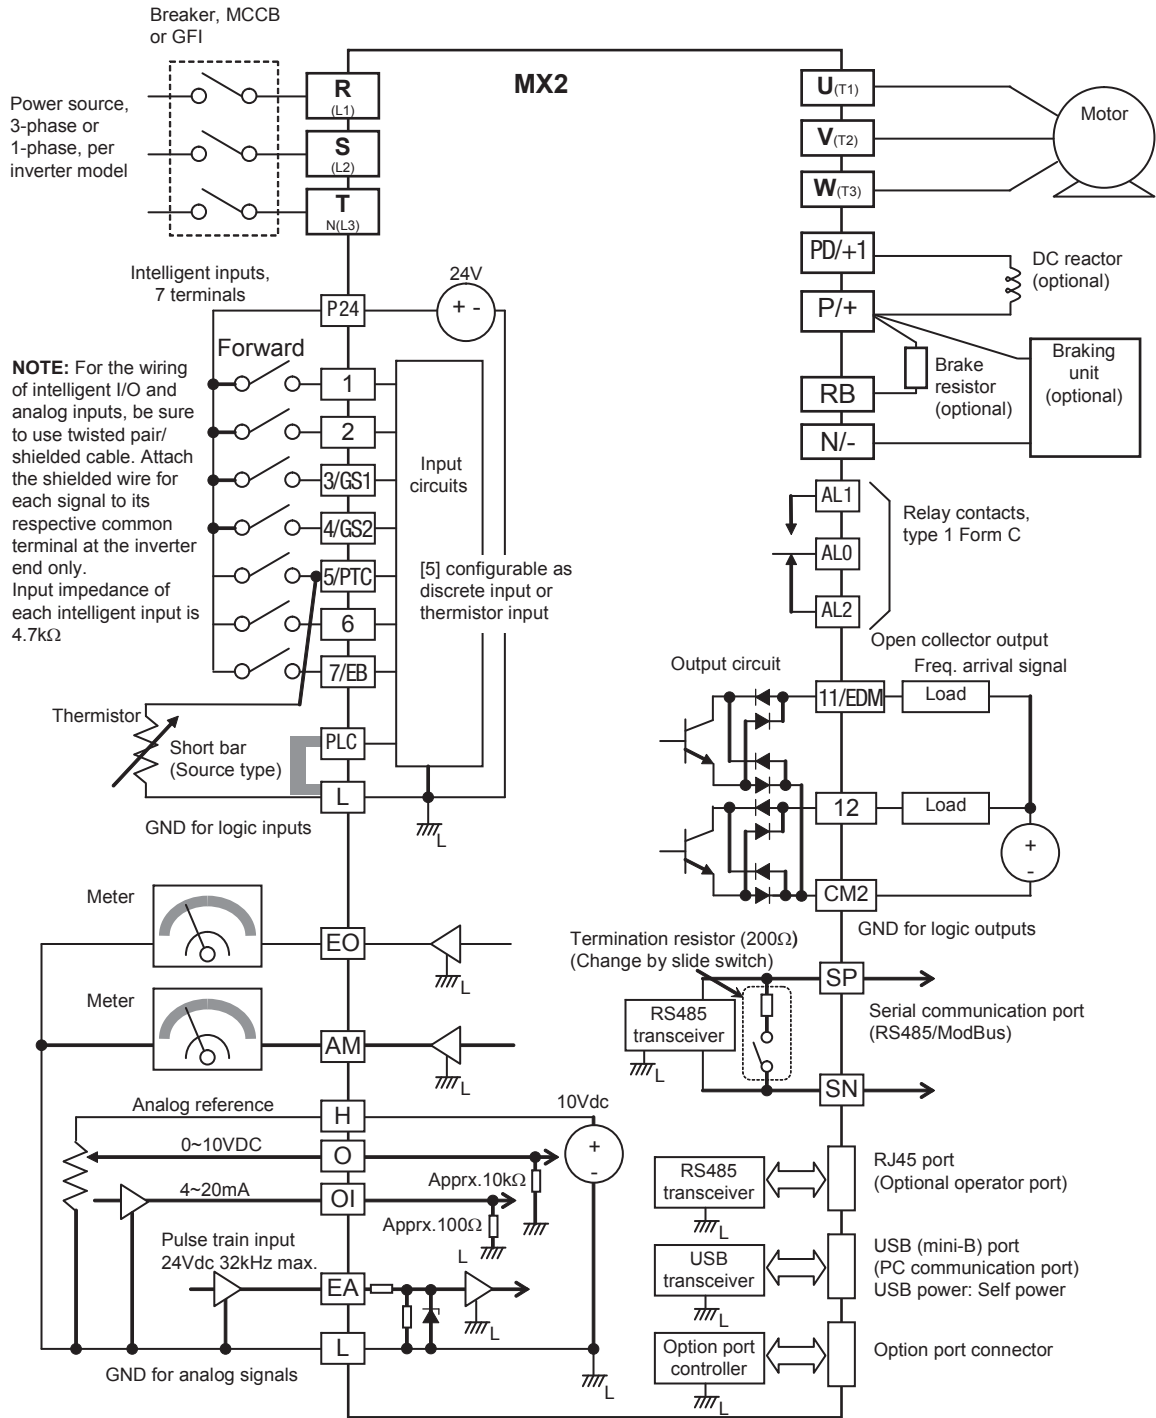 Breaker, MCCB
or GFI
MX2
Power source,
3-phase or
1-phase, per
inverter model
R
(L1)
S
(L2)
T
N(L3)
U(T1)
V(T2)
W(T3)
Motor
PD/+1
P/+
DC reactor
(optional)
RB
Brake
resistor
(optional)
Braking
unit
(optional)
N/-
Intelligent inputs,
7 terminals
P24
24V
+ -
Forward
NOTE: For the wiring
of intelligent I/O and
analog inputs, be sure
to use twisted pair/
shielded cable. Attach
the shielded wire for
each signal to its
respective common
terminal at the inverter
end only.
Input impedance of
each intelligent input is
4.7kΩ
1
2
3/GS1
4/GS2
5/PTC
6
7/EB
Input
circuits
[5] configurable as
discrete input or
thermistor input
Thermistor
Short bar
(Source type)
PLC
L
L
GND for logic inputs
AL1
AL0
AL2
Relay contacts,
type 1 Form C
Open collector output
Output circuit
Freq. arrival signal
11/EDM
Load
12
Load
+
-
CM2
GND for logic outputs
Meter
EO
L
Meter
AM
L
Termination resistor (200Ω)
(Change by slide switch)
RS485
transceiver
L
SP
SN
Serial communication port
(RS485/ModBus)
Analog reference
H
10Vdc
+
-
0~10VDC
O
Apprx.10kΩ
4~20mA
OI
Apprx.100Ω
L
Pulse train input
24Vdc 32kHz max.
EA
L
L
L
GND for analog signals
RS485
transceiver
L
RJ45 port
(Optional operator port)
USB
transceiver
L
USB (mini-B) port
(PC communication port)
USB power: Self power
Option port
controller
L
Option port connector